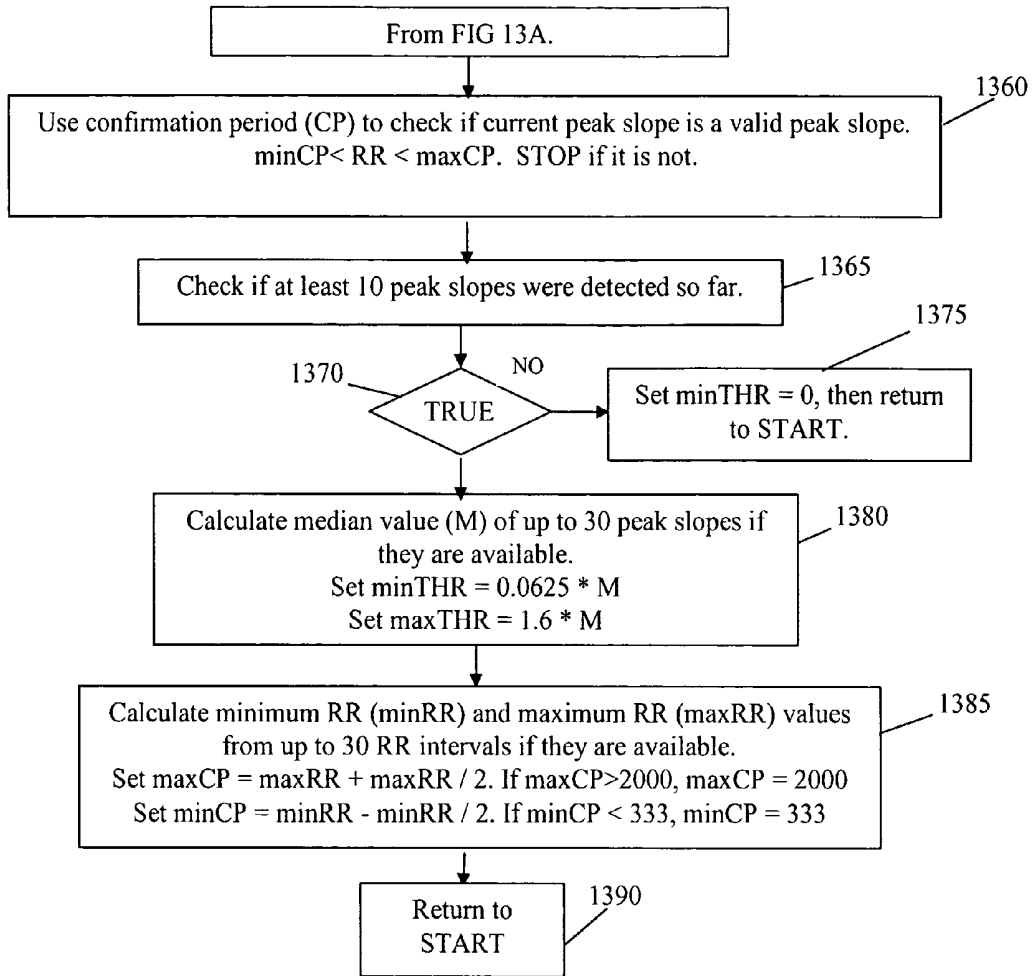 From FIG 13A.
1360
Use confirmation period (CP) to check if current peak slope is a valid peak slope.
minCP< RR < maxCP. STOP if it is not.
1365
Check if at least 10 peak slopes were detected so far.
1375
1370
NO
TRUE
Set minTHR = 0, then return
to START.
1380
Calculate median value (M) of up to 30 peak slopes if
they are available.
Set minTHR = 0.0625 * M
Set maxTHR = 1.6 * M
1385
Calculate minimum RR (minRR) and maximum RR (maxRR) values
from up to 30 RR intervals if they are available.
Set maxCP = maxRR + maxRR / 2. If maxCP>2000, maxCP = 2000
Set minCP = minRR - minRR / 2. If minCP < 333, minCP = 333
1390
Return to
START